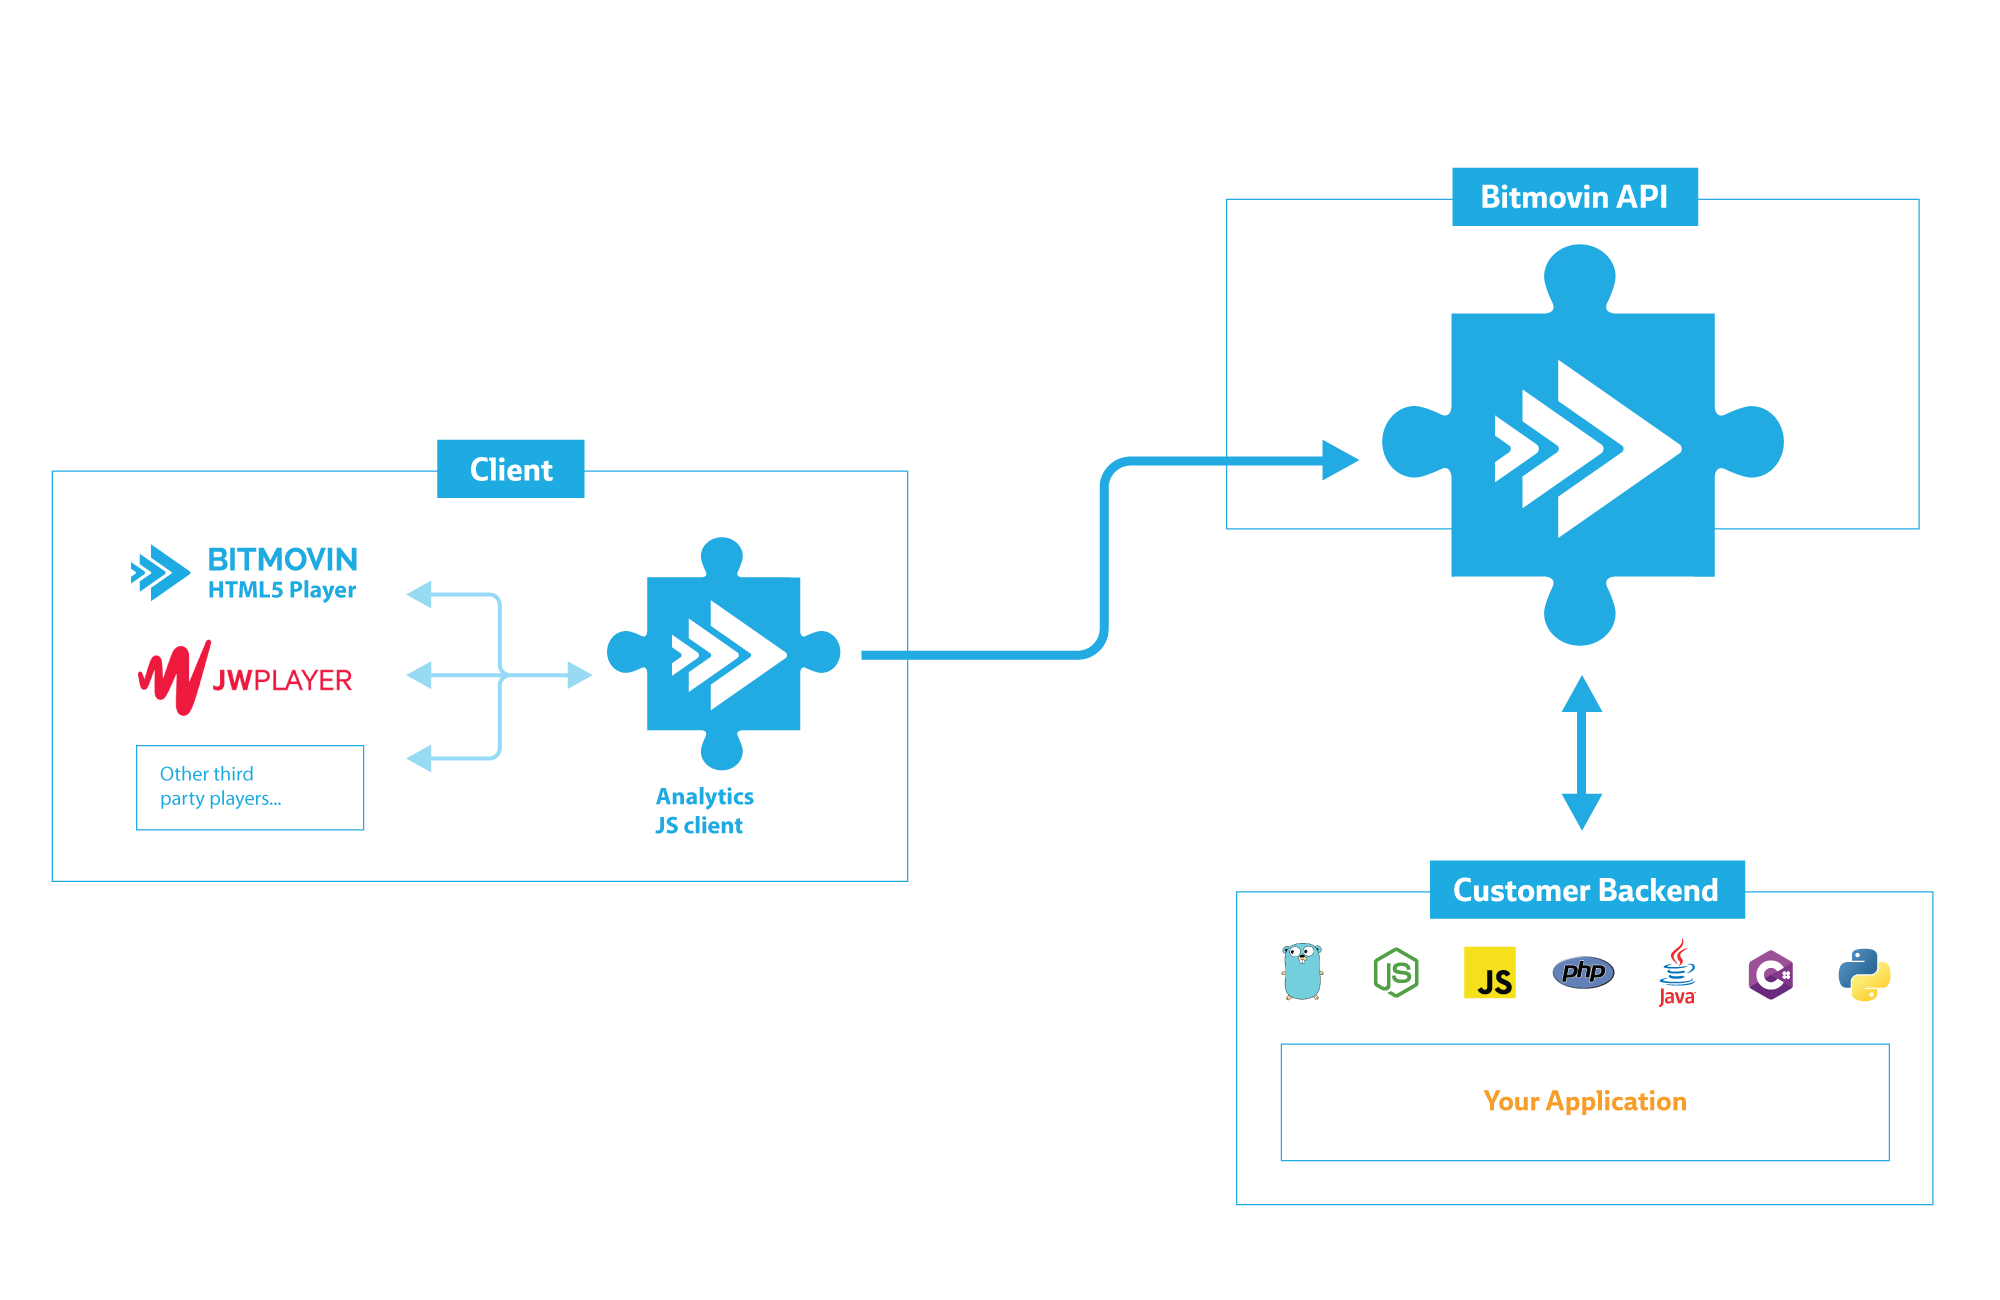 Bitmovin API
Client
BITMOVIN
HTML5 Player
JWPLAYER
Other third
party players...
Analytics
JS client
Customer Backend
JS
JS
php
Java
C#
Your Application